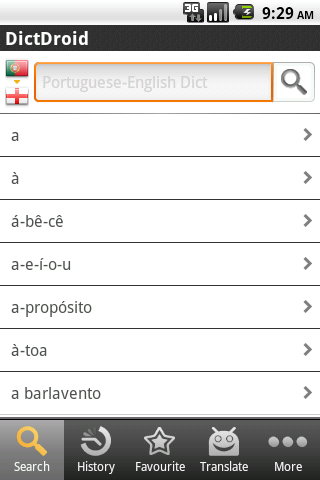 3G 9:29 AM
DictDroid
Portuguese-English Dict
a
à
á-bê-cê
a-e-í-o-u
a-propósito
à-toa
a barlavento
Search History Favourite Translate More